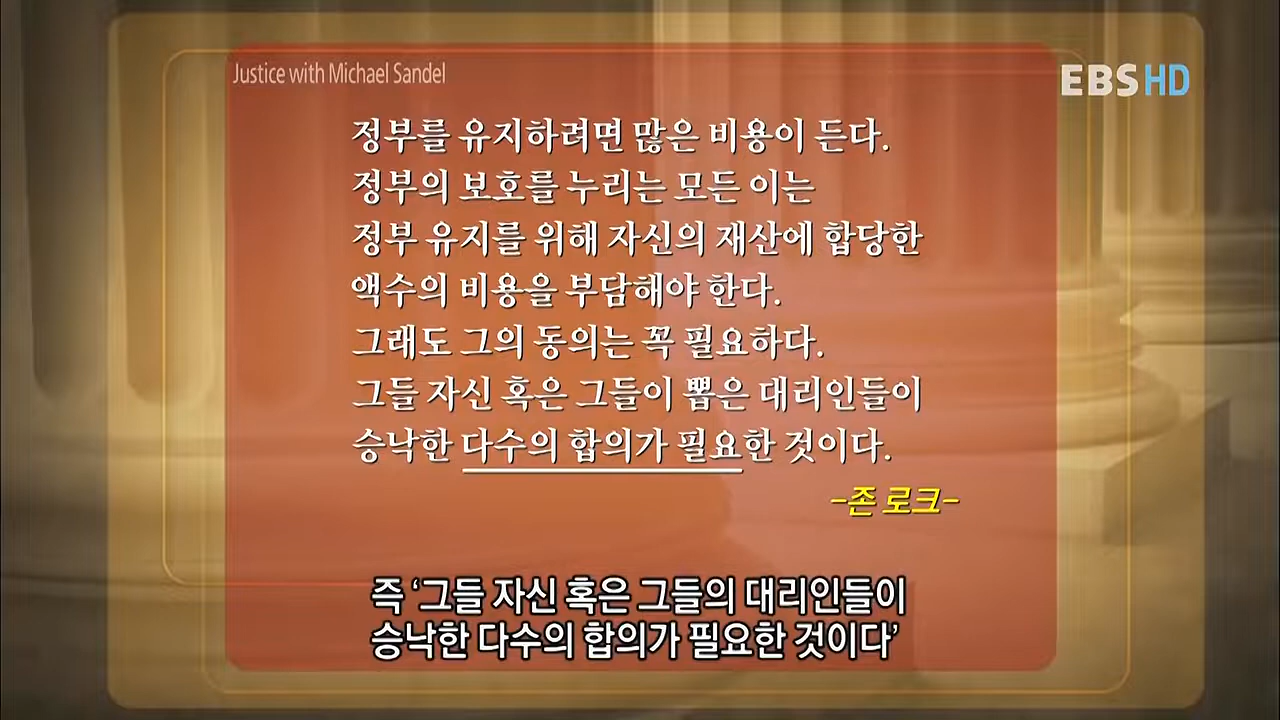 Justice with Michael Sandel
EBS HD
정부를 유지하려면 많은 비용이 든다.
정부의 보호를 누리는 모든 이는
정부 유지를 위해 자신의 재산에 합당한
액수의 비용을 부담해야 한다.
그래도 그의 동의는 꼭 필요하다.
그들 자신 혹은 그들이 뽑은 대리인들이
승낙한 다수의 합의가 필요한 것이다.
-존 로크-
즉 ‘그들 자신 혹은 그들의 대리인들이
승낙한 다수의 합의가 필요한 것이다’